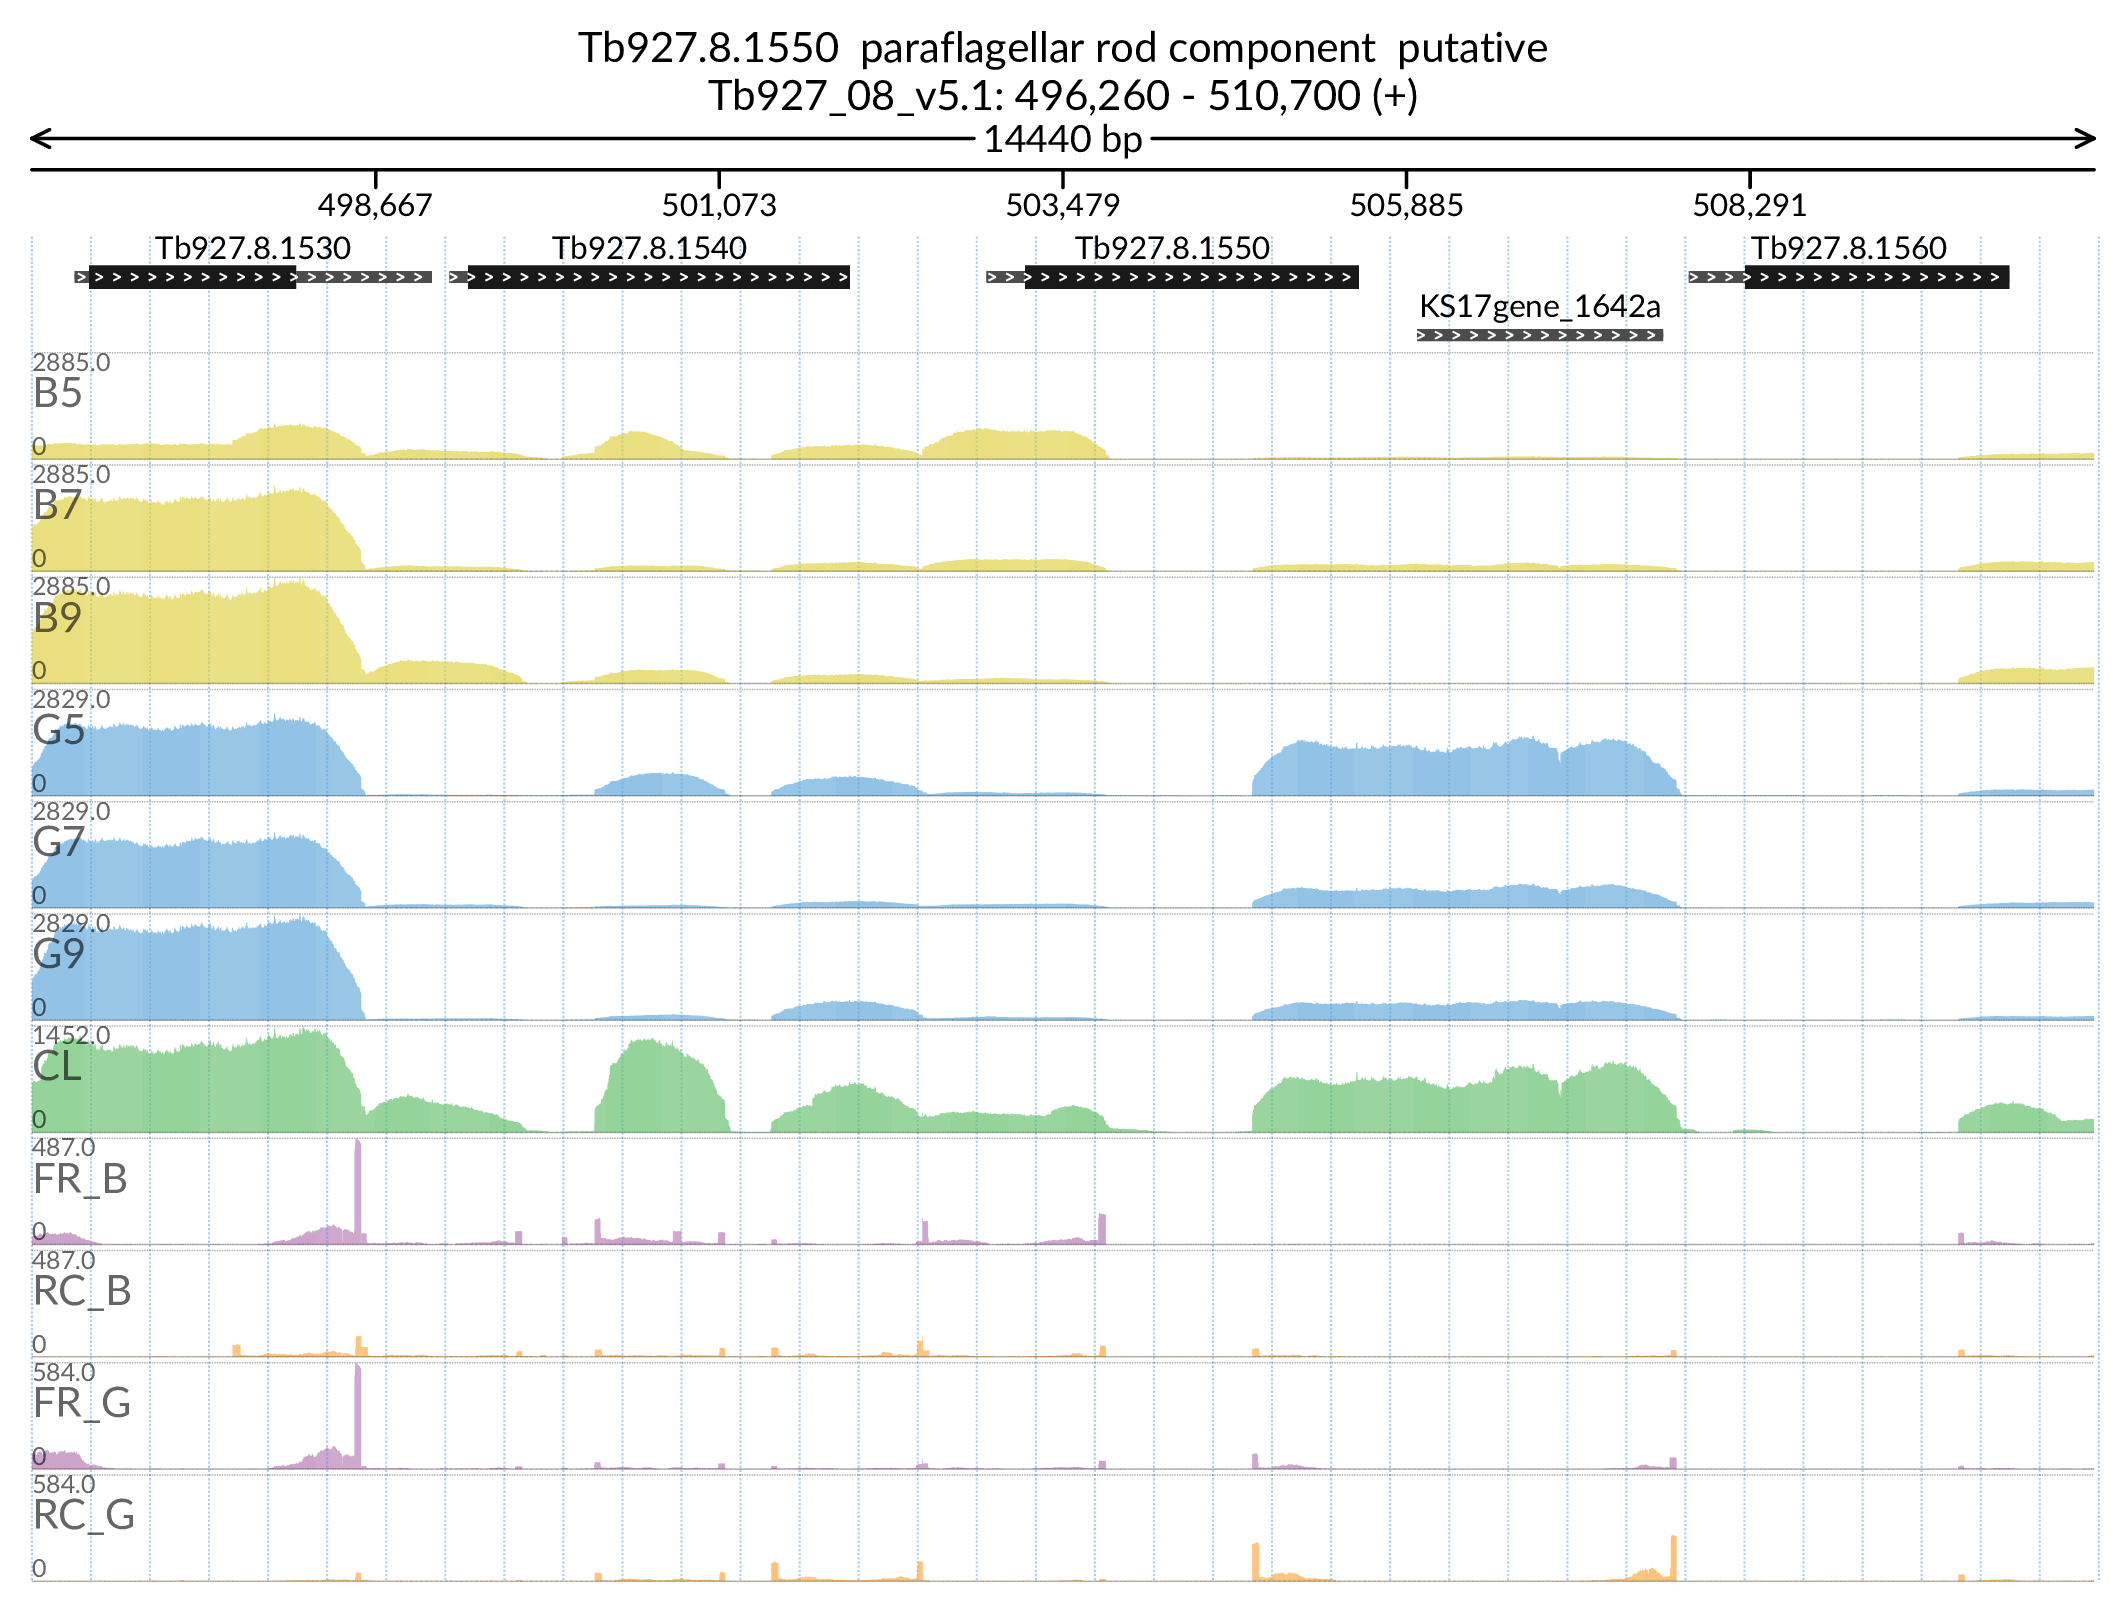 Tb927.8.1550  paraflagellar rod component  putative
Tb927_08_v5.1: 496,260 - 510,700 (+)
14440 bp
498,667 501,073 503,479 505,885 508,291
Tb927.8.1530 Tb927.8.1540 Tb927.8.1550 Tb927.8.1560
KS17gene_1642a
2885.0
B5
0
2885.0
B7
0
2885.0
B9
0
2829.0
G5
0
2829.0
G7
0
2829.0
G9
0
1452.0
CL
0
487.0
FR_B
0
487.0
RC_B
0
584.0
FR_G
0
584.0
RC_G
0